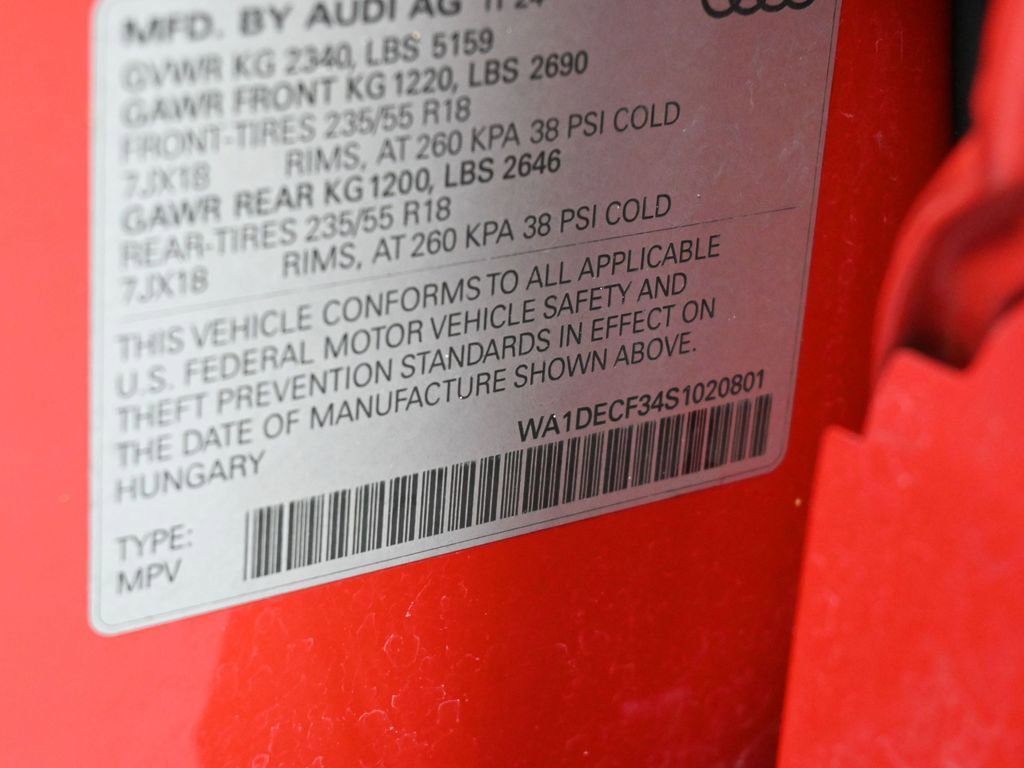 MFD. BY AUDI AG 11 24
GVWR KG 2340, LBS 5159
GAWR FRONT KG 1220, LBS 2690
FRONT-TIRES 235/55 R18
7JX18 RIMS, AT 260 KPA 38 PSI COLD
GAWR REAR KG 1200, LBS 2646
REAR-TIRES 235/55 R18
7JX18 RIMS, AT 260 KPA 38 PSI COLD
THIS VEHICLE CONFORMS TO ALL APPLICABLE
U.S. FEDERAL MOTOR VEHICLE SAFETY AND
THEFT PREVENTION STANDARDS IN EFFECT ON
THE DATE OF MANUFACTURE SHOWN ABOVE.
HUNGARY WA1DECF34S1020801
TYPE:
MPV